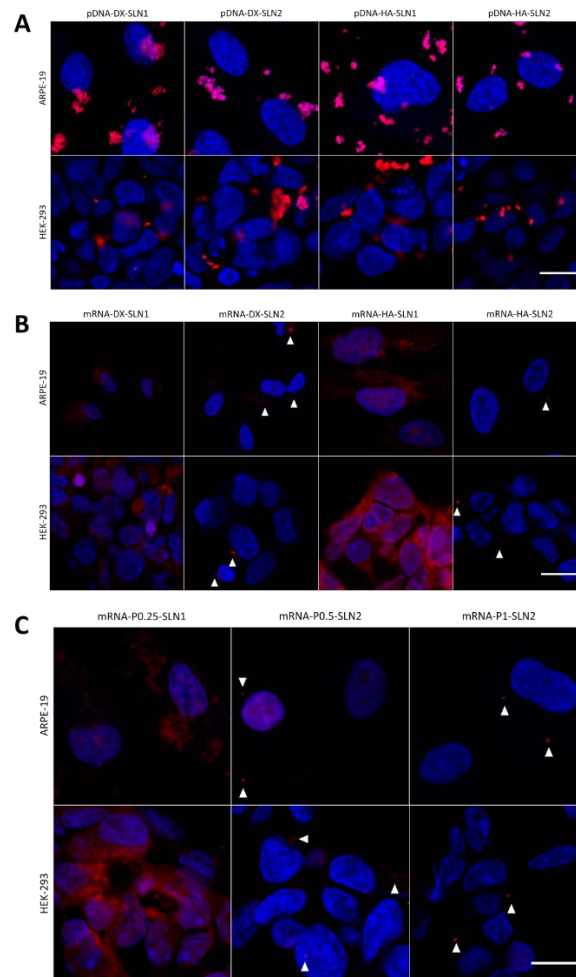 A
pDNA-DX-SLN1 pDNA-DX-SLN2 pDNA-HA-SLN1 pDNA-HA-SLN2
ARPE-19
HEK-293
B
mRNA-DX-SLN1 mRNA-DX-SLN2 mRNA-HA-SLN1 mRNA-HA-SLN2
ARPE-19
HEK-293
C
mRNA-P0.25-SLN1 mRNA-P0.5-SLN2 mRNA-P1-SLN2
ARPE-19
HEK-293